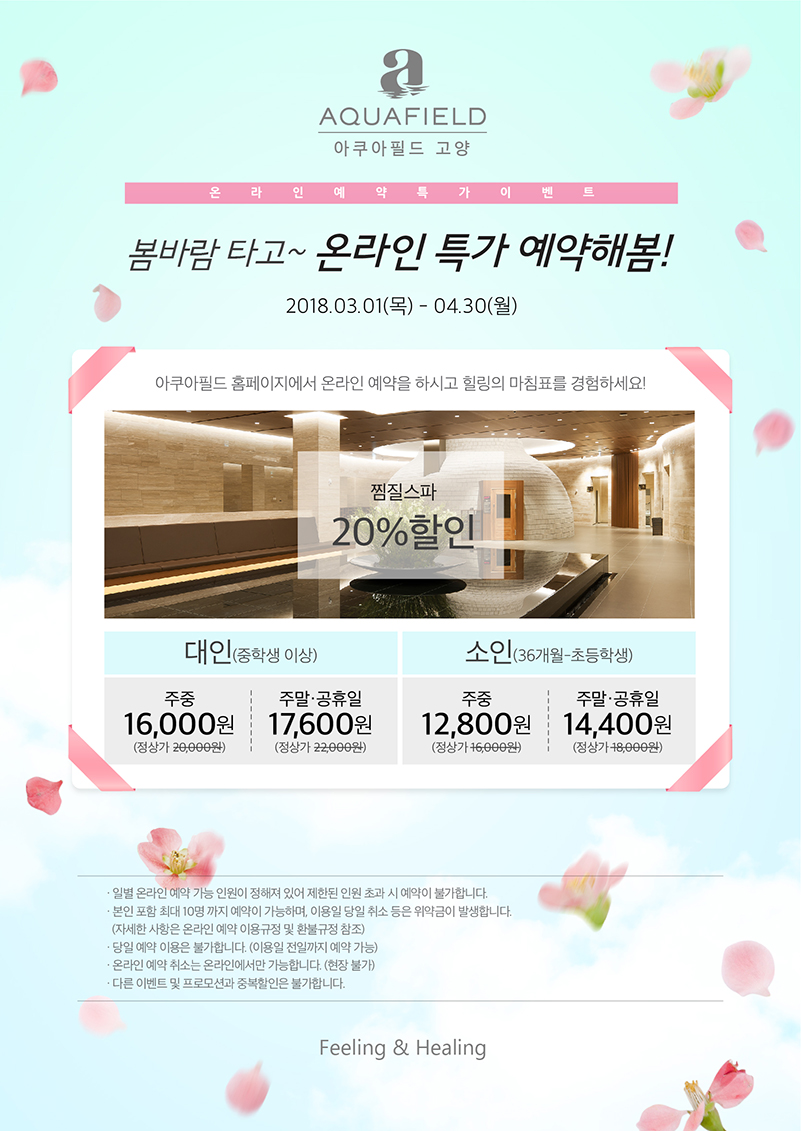 a
AQUAFIELD
아쿠아필드 고양
온라인예약특가이벤트
봄바람 타고~ 온라인 특가 예약해봄!
2018.03.01(목) - 04.30(월)
아쿠아필드 홈페이지에서 온라인 예약을 하시고 힐링의 마침표를 경험하세요!
찜질스파
20%할인
대인(중학생 이상) 소인(36개월-초등학생)
주중 주말·공휴일 주중 주말·공휴일
16,000원 17,600원 12,800원 14,400원
(정상가 20,000원) (정상가 22,000원) (정상가 16,000원) (정상가 18,000원)
· 일별 온라인 예약 가능 인원이 정해져 있어 제한된 인원 초과 시 예약이 불가합니다.
· 본인 포함 최대 10명 까지 예약이 가능하며, 이용일 당일 취소 등은 위약금이 발생합니다.
(자세한 사항은 온라인 예약 이용규정 및 환불규정 참조)
· 당일 예약 이용은 불가합니다. (이용일 전일까지 예약 가능)
· 온라인 예약 취소는 온라인에서만 가능합니다. (현장 불가)
· 다른 이벤트 및 프로모션과 중복할인은 불가합니다.
Feeling & Healing